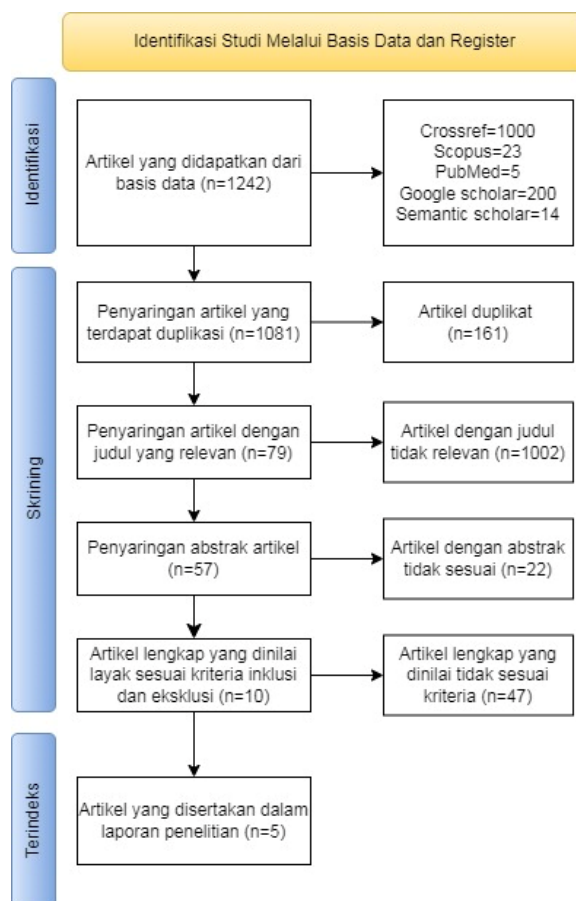 Identifikasi Studi Melalui Basis Data dan Register
Identifikasi
Artikel yang didapatkan dari
basis data (n=1242)
Crossref=1000
Scopus=23
PubMed=5
Google scholar=200
Semantic scholar=14
Skrining
Penyaringan artikel yang
terdapat duplikasi (n=1081)
Artikel duplikat
(n=161)
Penyaringan artikel dengan
judul yang relevan (n=79)
Artikel dengan judul
tidak relevan (n=1002)
Penyaringan abstrak artikel
(n=57)
Artikel dengan abstrak
tidak sesuai (n=22)
Artikel lengkap yang dinilai
layak sesuai kriteria inklusi
dan eksklusi (n=10)
Artikel lengkap yang
dinilai tidak sesuai
kriteria (n=47)
Terindeks
Artikel yang disertakan dalam
laporan penelitian (n=5)